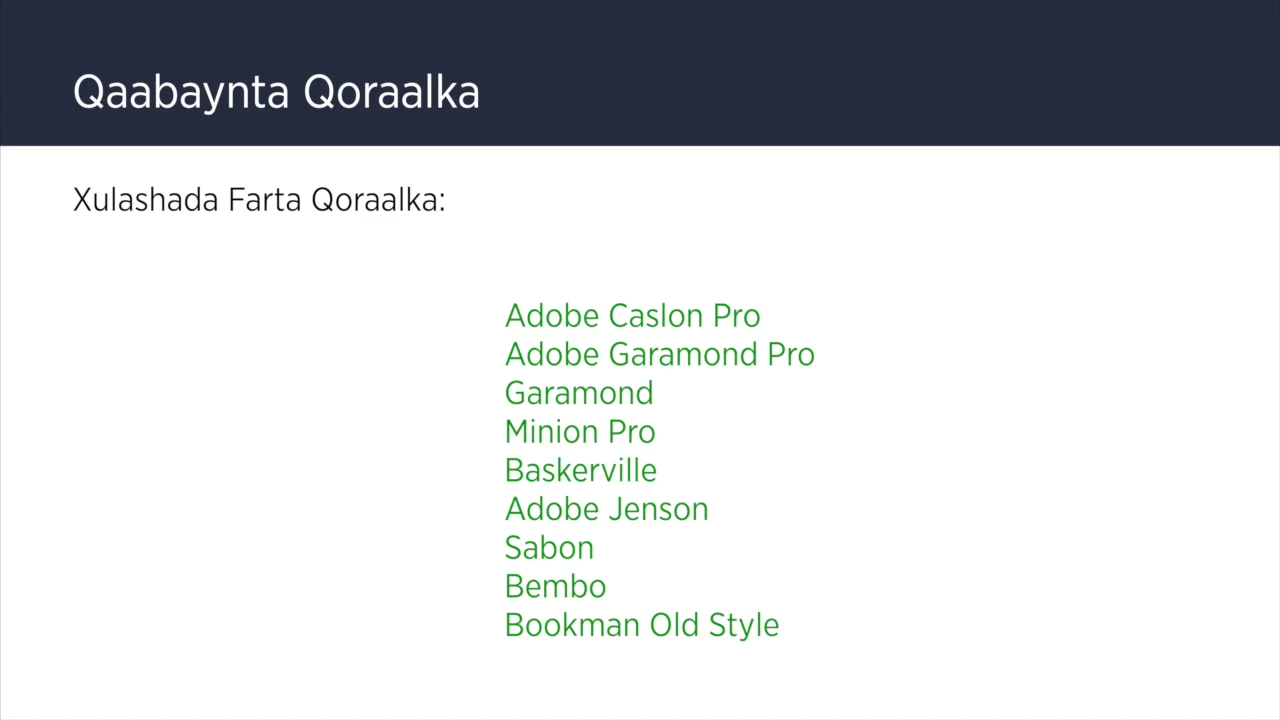 Qaabaynta Qoraalka
Xulashada Farta Qoraalka:
Adobe Caslon Pro
Adobe Garamond Pro
Garamond
Minion Pro
Baskerville
Adobe Jenson
Sabon
Bembo
Bookman Old Style